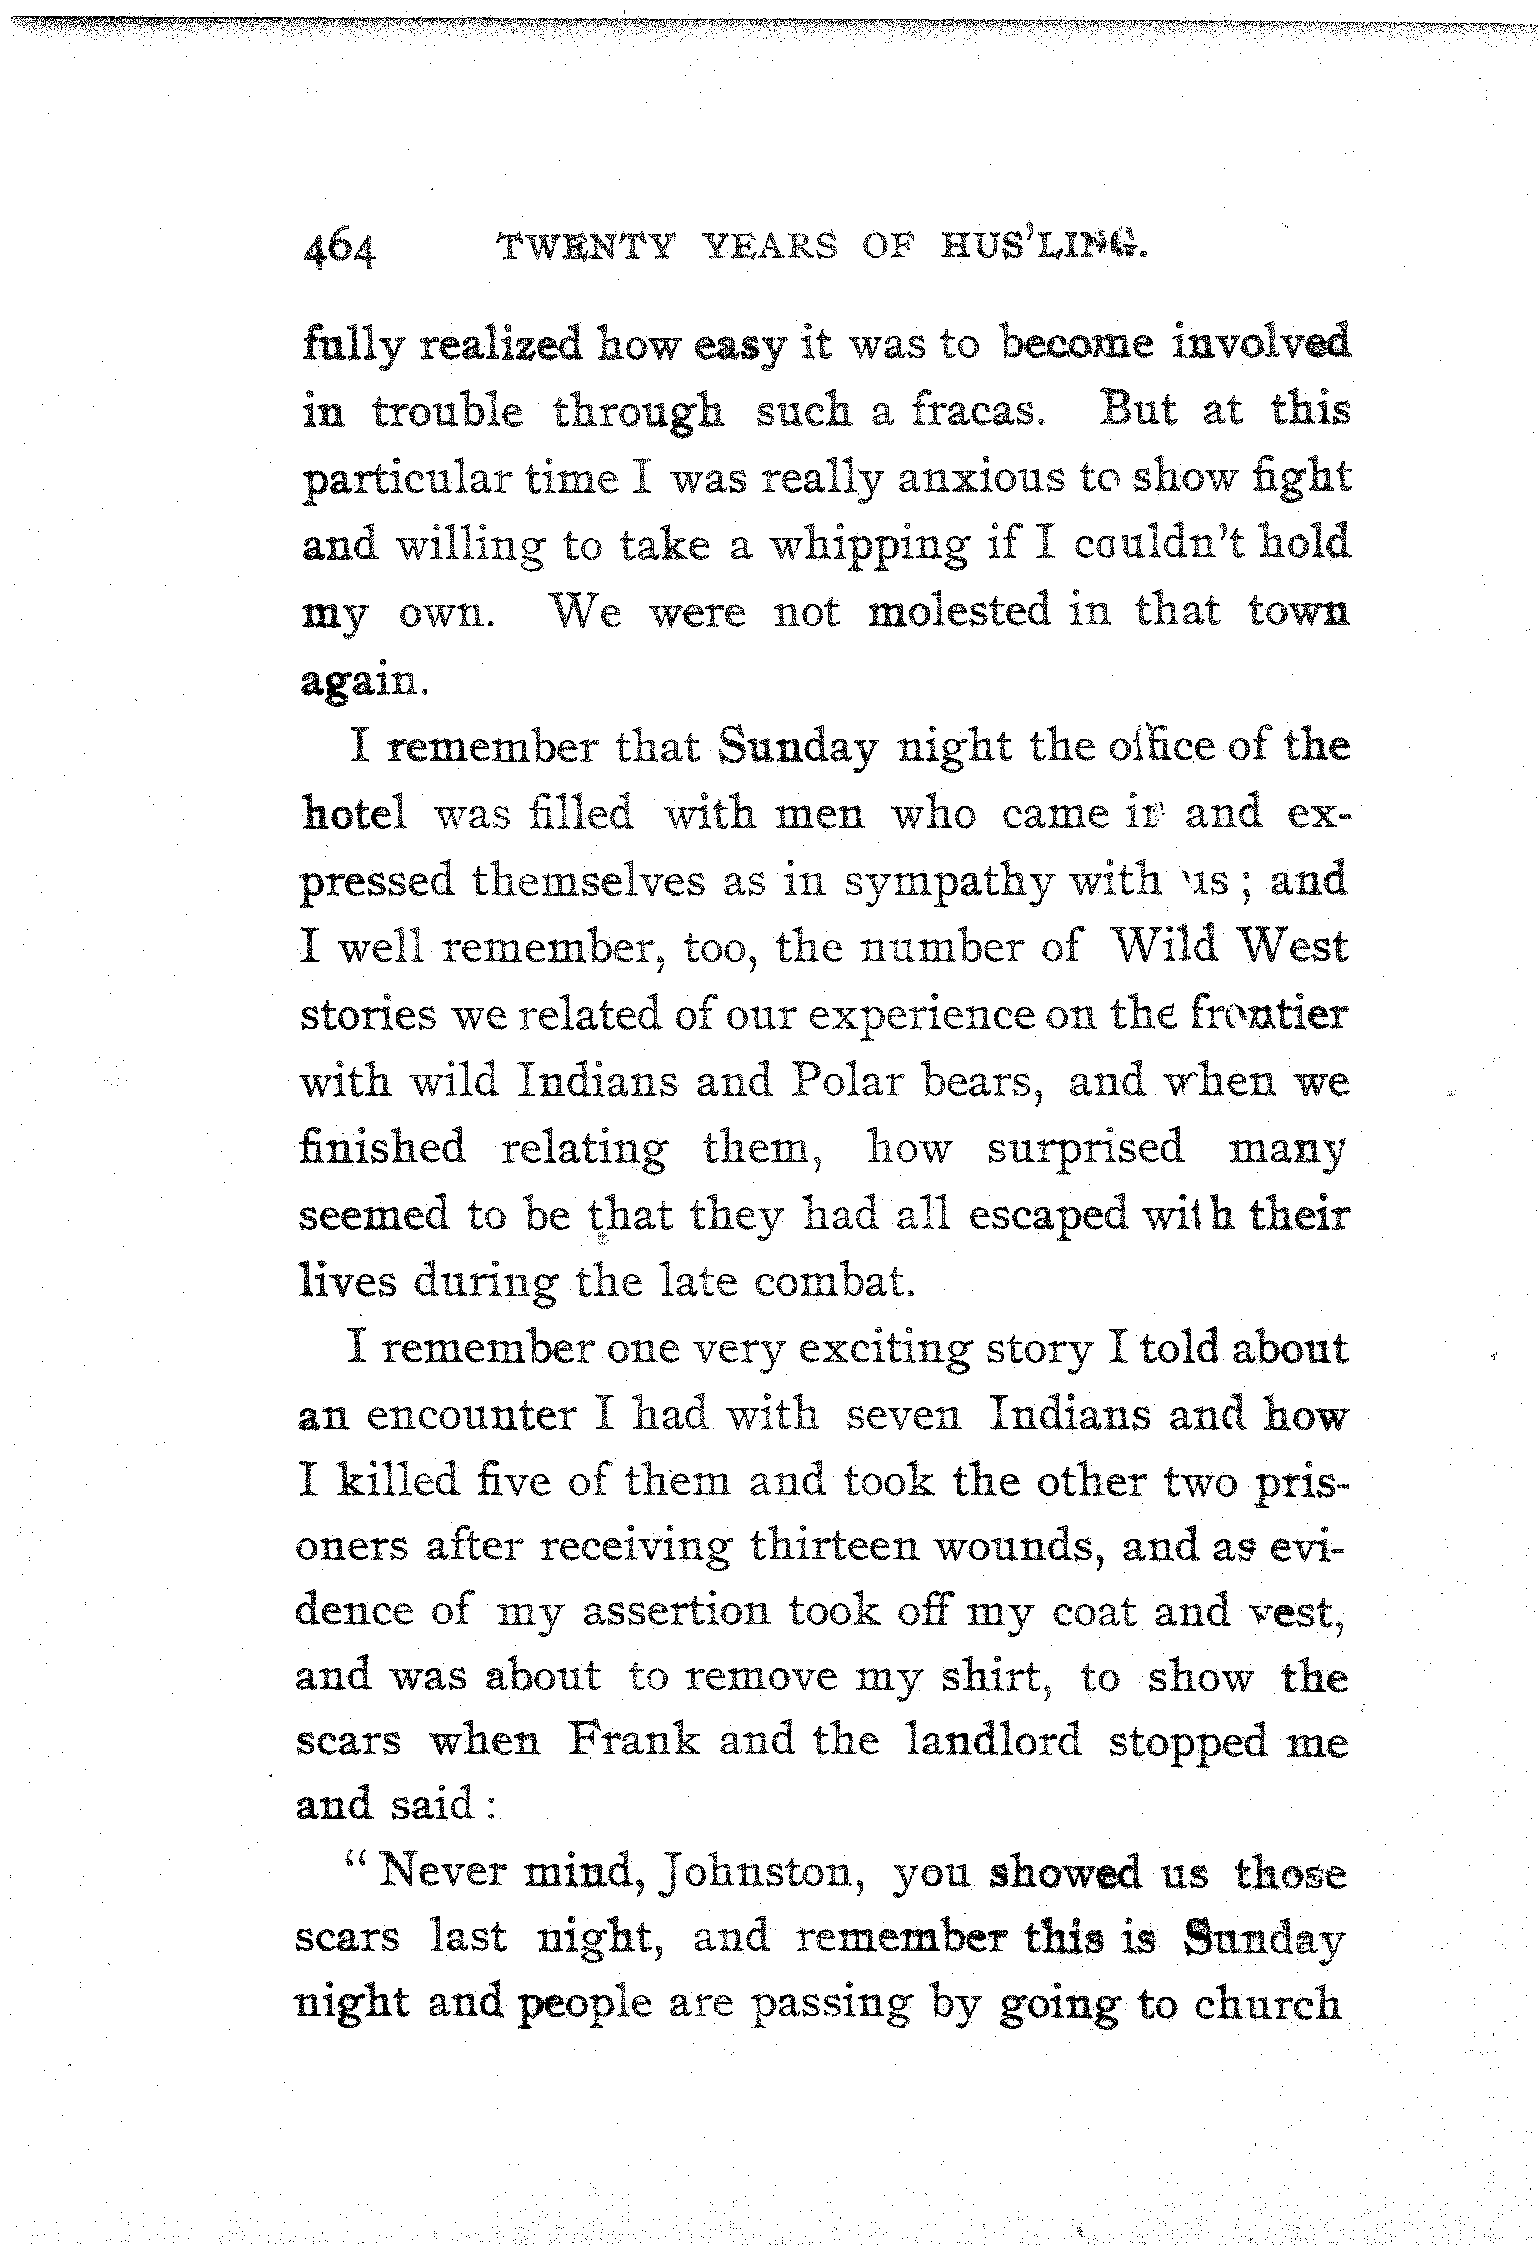 464 TWENTY YEARS OF HUS'LING.
fully realized how easy it was to become involved
in trouble through such a fracas. But at this
particular time I was really anxious to show fight
and willing to take a whipping if I couldn't hold
my own. We were not molested in that town
again.
I remember that Sunday night the office of the
hotel was filled with men who came in and ex-
pressed themselves as in sympathy with us ; and
I well remember, too, the number of Wild West
stories we related of our experience on the frontier
with wild Indians and Polar bears, and when we
finished relating them, how surprised many
seemed to be that they had all escaped with their
lives during the late combat.
I remember one very exciting story I told about
an encounter I had with seven Indians and how
I killed five of them and took the other two pris-
oners after receiving thirteen wounds, and as evi-
dence of my assertion took off my coat and vest,
and was about to remove my shirt, to show the
scars when Frank and the landlord stopped me
and said :
" Never mind, Johnston, you showed us those
scars last night, and remember this is Sunday
night and people are passing by going to church